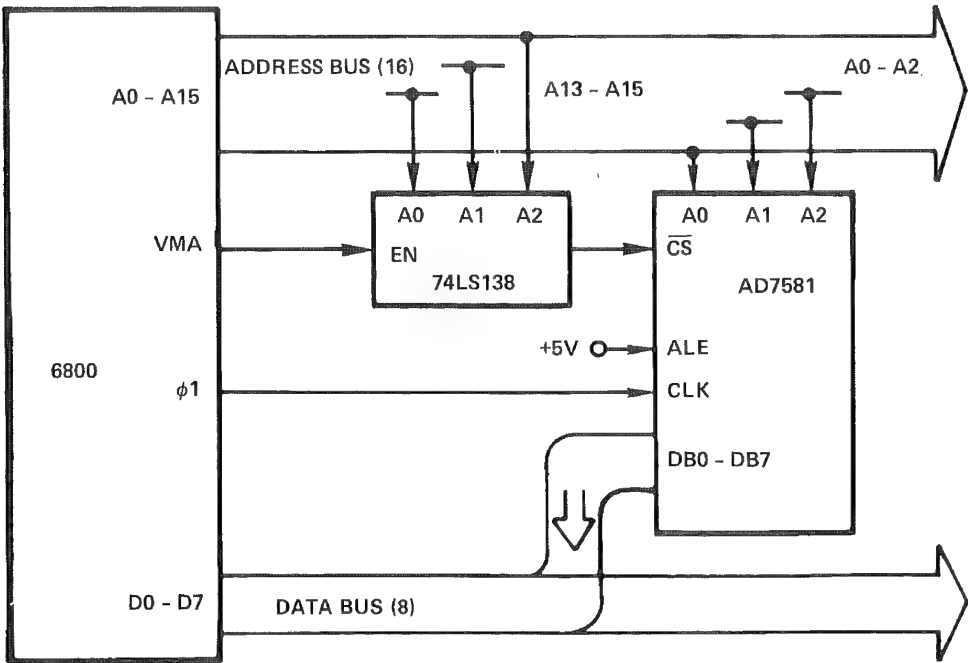 ADDRESS BUS (16)
A0 – A2
A13 – A15
A0 – A15
A0 A1 A2
A0 A1 A2
VMA
EN
C̅S̅
74LS138
AD7581
+5V
ALE
6800
ϕ1
CLK
DB0 – DB7
D0 – D7
DATA BUS (8)